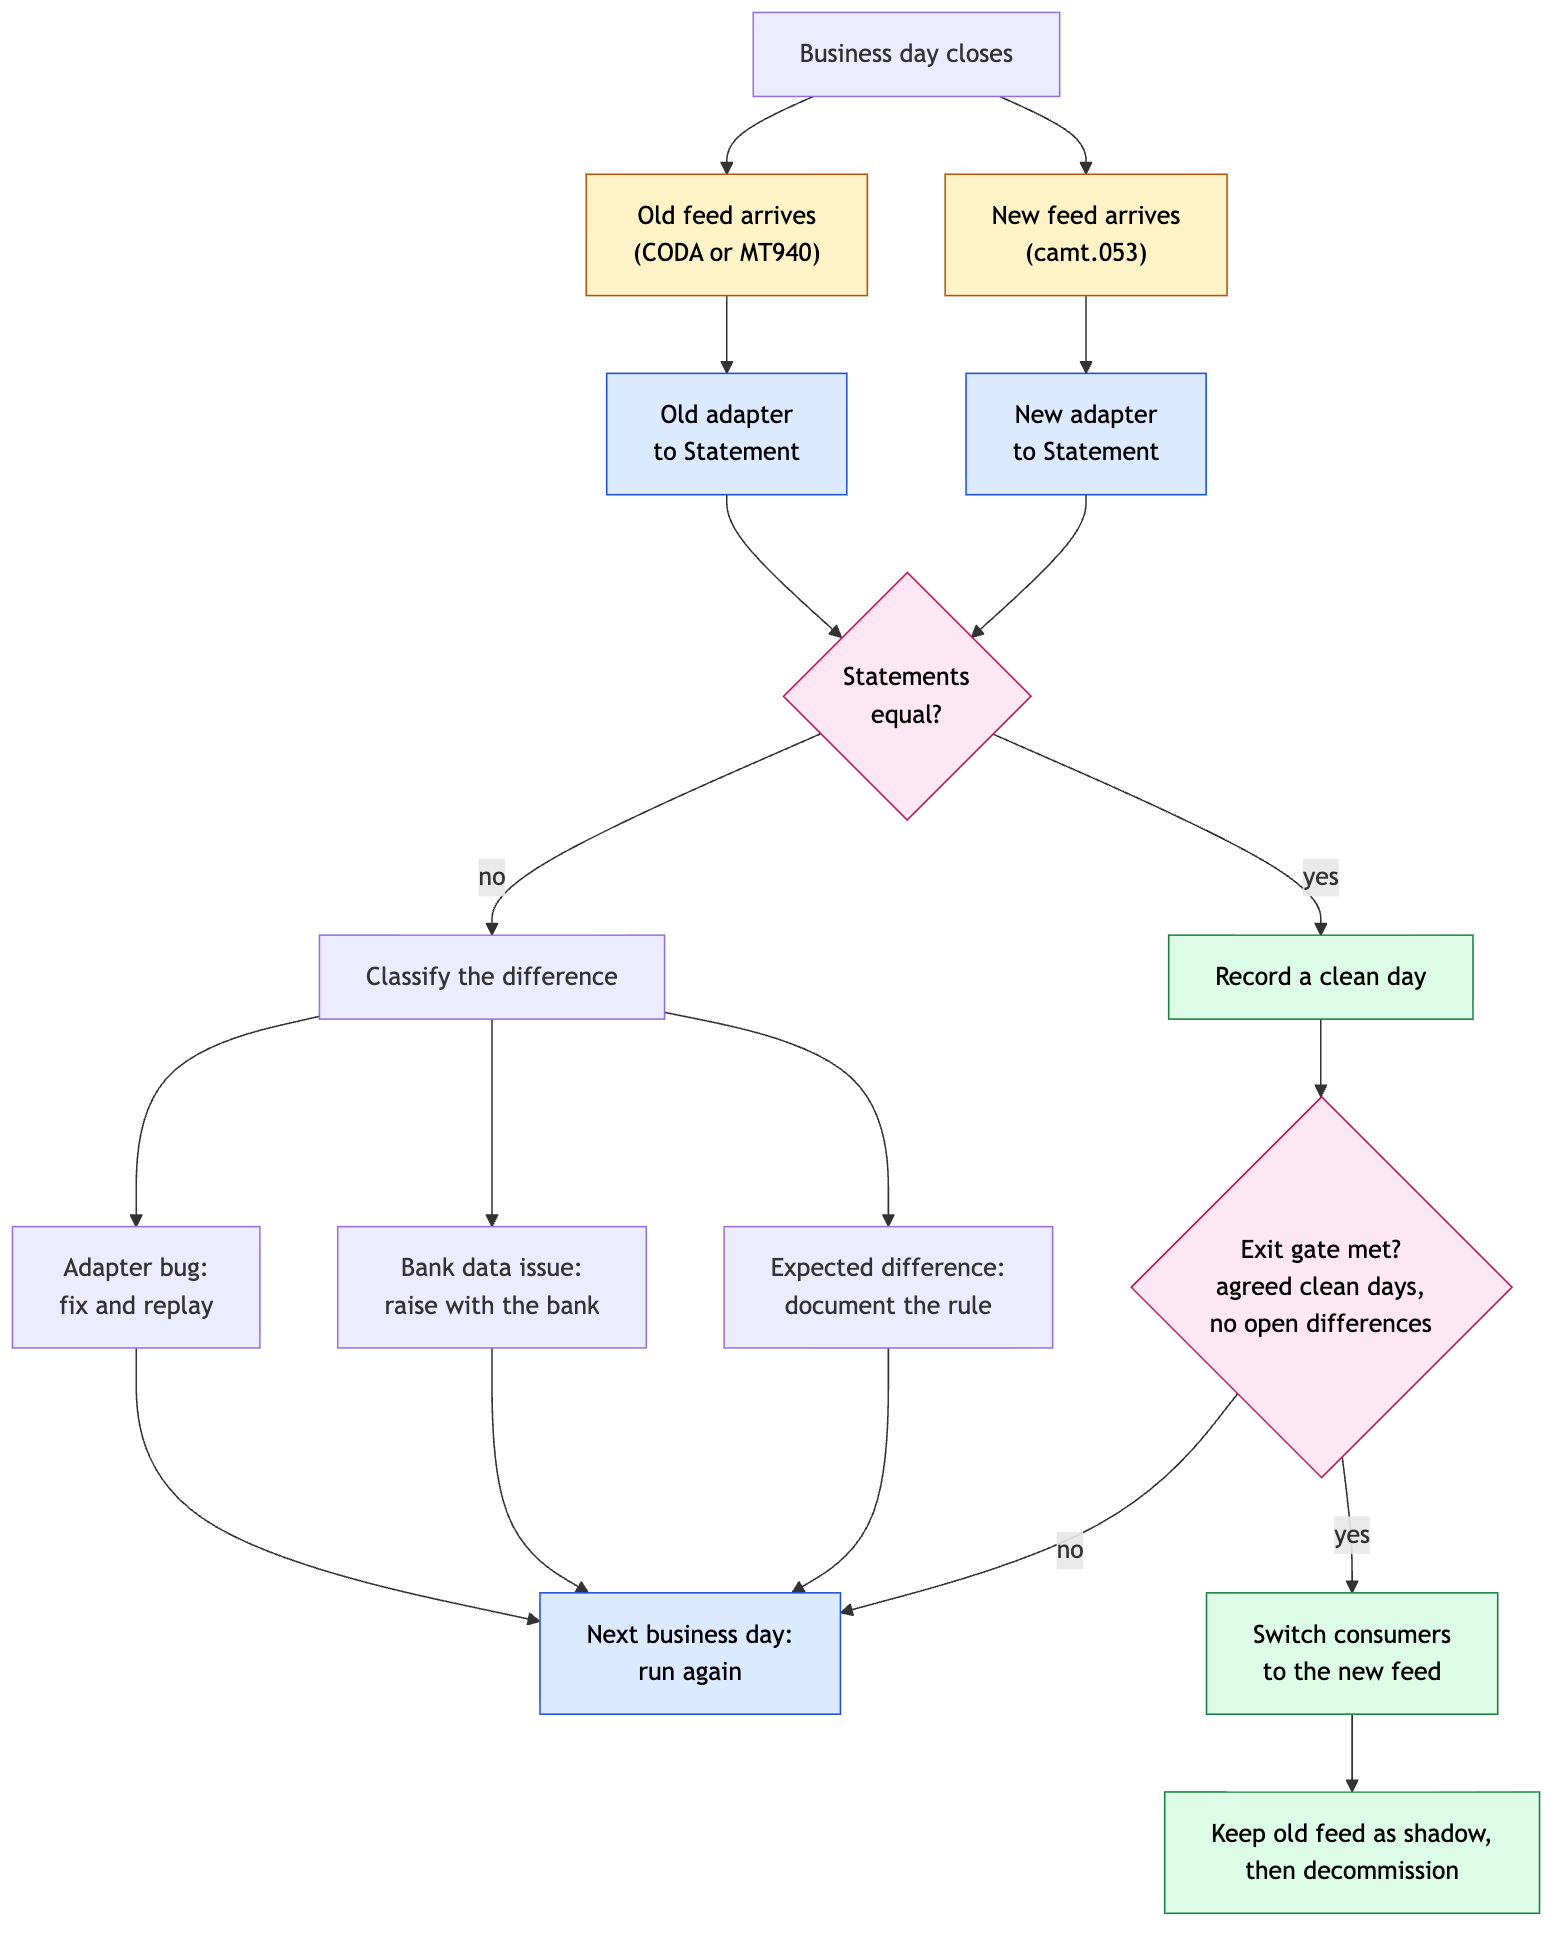 Business day closes
Old feed arrives
(CODA or MT940)
New feed arrives
(camt.053)
Old adapter
to Statement
New adapter
to Statement
Statements
equal?
no
yes
Classify the difference
Record a clean day
Adapter bug:
fix and replay
Bank data issue:
raise with the bank
Expected difference:
document the rule
Exit gate met?
agreed clean days,
no open differences
no
yes
Next business day:
run again
Switch consumers
to the new feed
Keep old feed as shadow,
then decommission